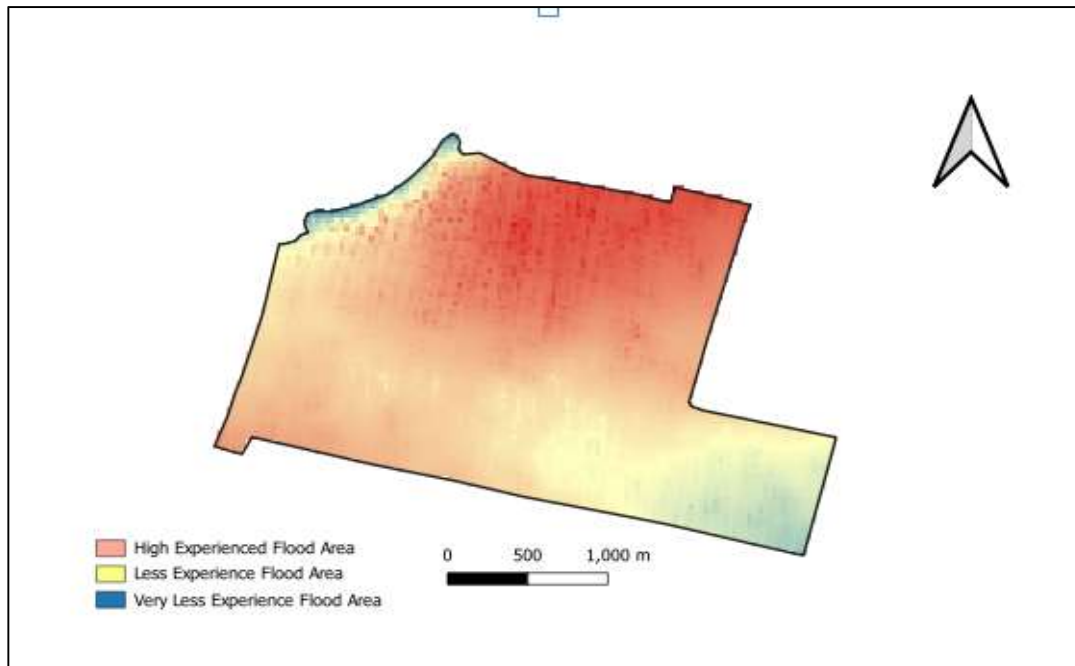 High Experienced Flood Area
Less Experience Flood Area
Very Less Experience Flood Area
0 500 1,000 m